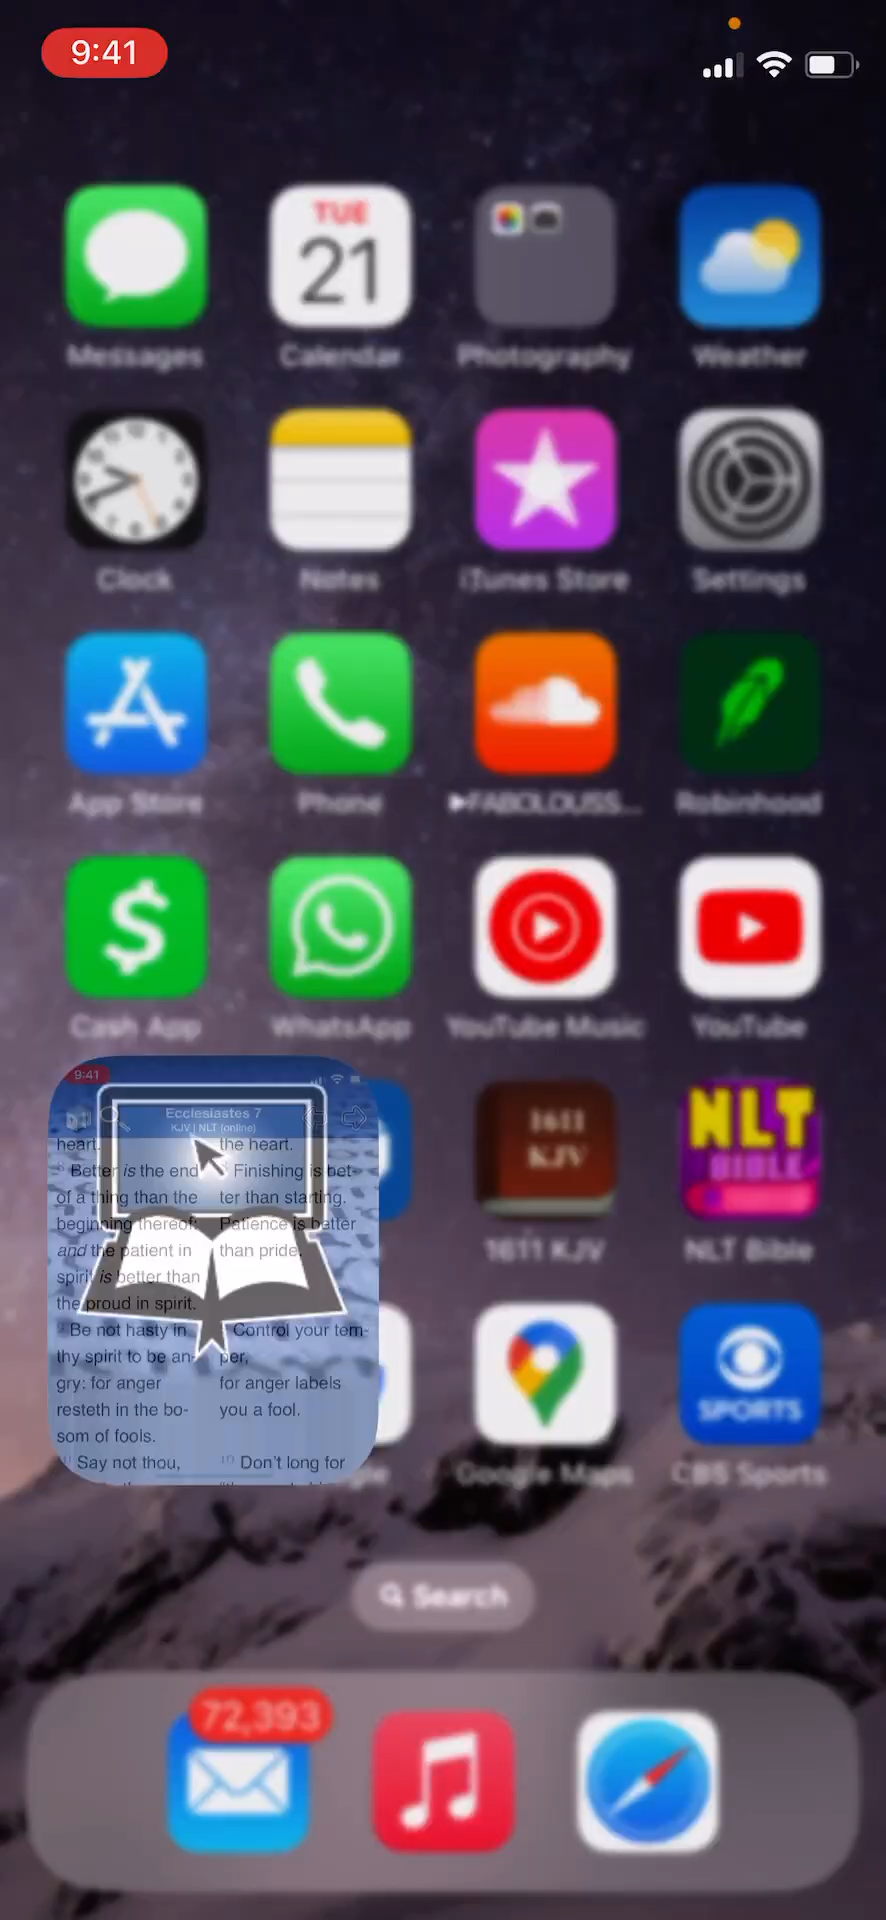 9:41
TUE
21
Messages
Calendar
Photography
Weather
Clock
Notes
iTunes Store
Settings
App Store
Phone
▶FABOLOUSS...
Robinhood
Cash App
WhatsApp
YouTube Music
YouTube
9:41
Ecclesiastes 7
KJV | NLT (online)
heart.
Better is the end
of a thing than the
beginning thereof:
and the patient in
spirit is better than
the proud in spirit.
Be not hasty in
thy spirit to be an-
gry: for anger
resteth in the bo-
som of fools.
Say not thou,
the heart.
Finishing is bet-
ter than starting.
Patience is better
than pride.
Control your tem-
per,
for anger labels
you a fool.
10 Don't long for
1611
KJV
1611 KJV
NLT
BIBLE
NLT Bible
Google Maps
SPORTS
CBS Sports
Search
72,393